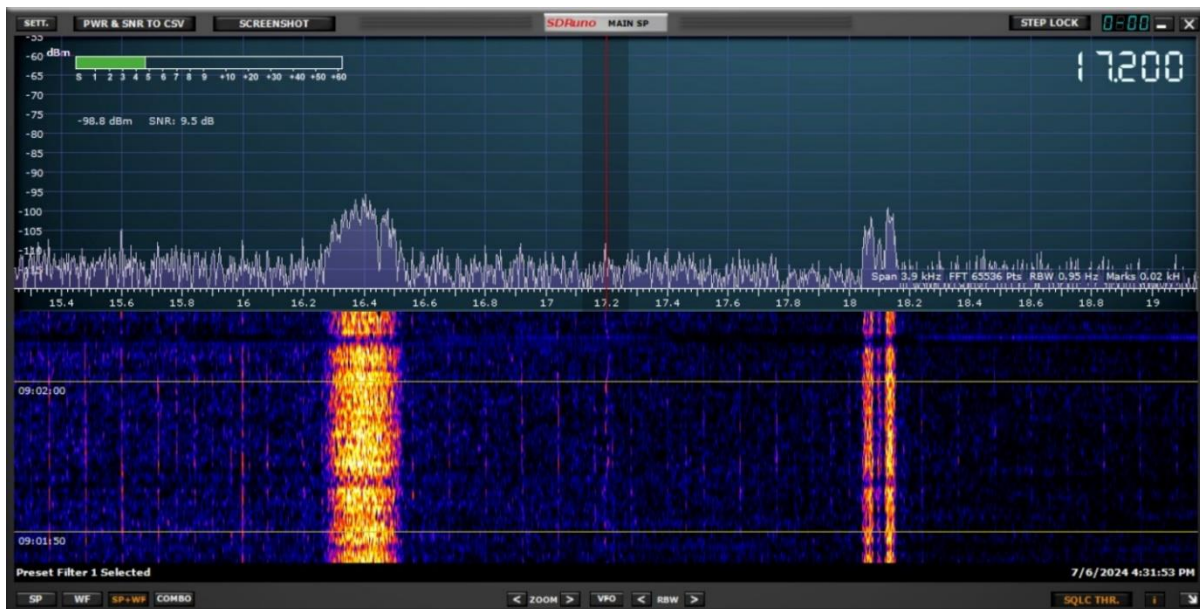 SETT. PWR & SNR TO CSV SCREENSHOT SDRuno MAIN SP STEP LOCK 0-00
-55
-60 dBm
17.200
-65 S 1 2 3 4 5 6 7 8 9 +10 +20 +30 +40 +50 +60
-70
-75 -98.8 dBm SNR: 9.5 dB
-80
-85
-90
-95
-100
-105
-110
Span 3.9 kHz FFT 65536 Pts RBW 0.95 Hz Marks 0.02 kH
15.4 15.6 15.8 16 16.2 16.4 16.6 16.8 17 17.2 17.4 17.6 17.8 18 18.2 18.4 18.6 18.8 19
09:02:00
09:01:50
Preset Filter 1 Selected 7/6/2024 4:31:53 PM
SP WF SP+WF COMBO < ZOOM > VFO < RBW > SQLC THR. i